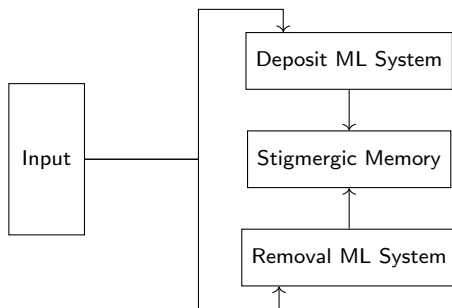 Deposit ML System
Input
Stigmergic Memory
Removal ML System